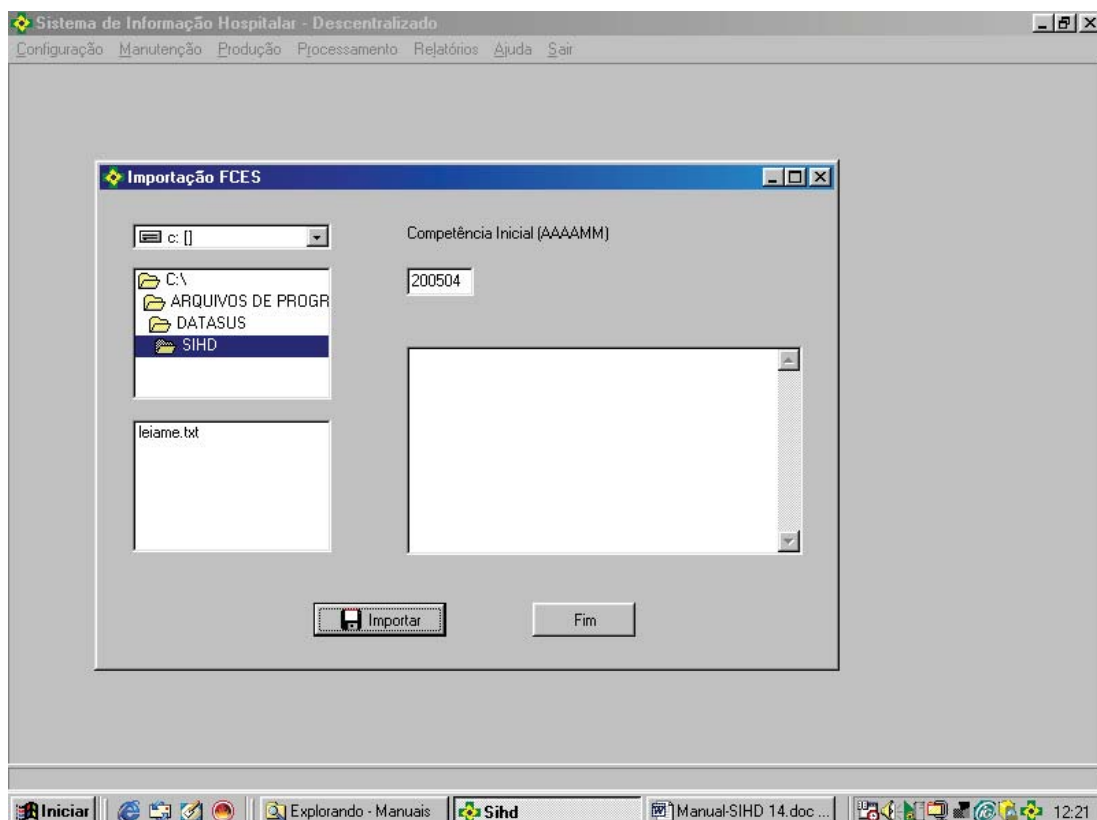 Sistema de Informação Hospitalar - Descentralizado
Configuração Manutenção Produção Processamento Relatórios Ajuda Sair
Importação FCES
c: []
Competência Inicial (AAAAMM)
C:\
200504
ARQUIVOS DE PROGR
DATASUS
SIHD
leiame.txt
Importar
Fim
Iniciar Explorando - Manuais Sihd Manual-SIHD 14.doc ... 12:21